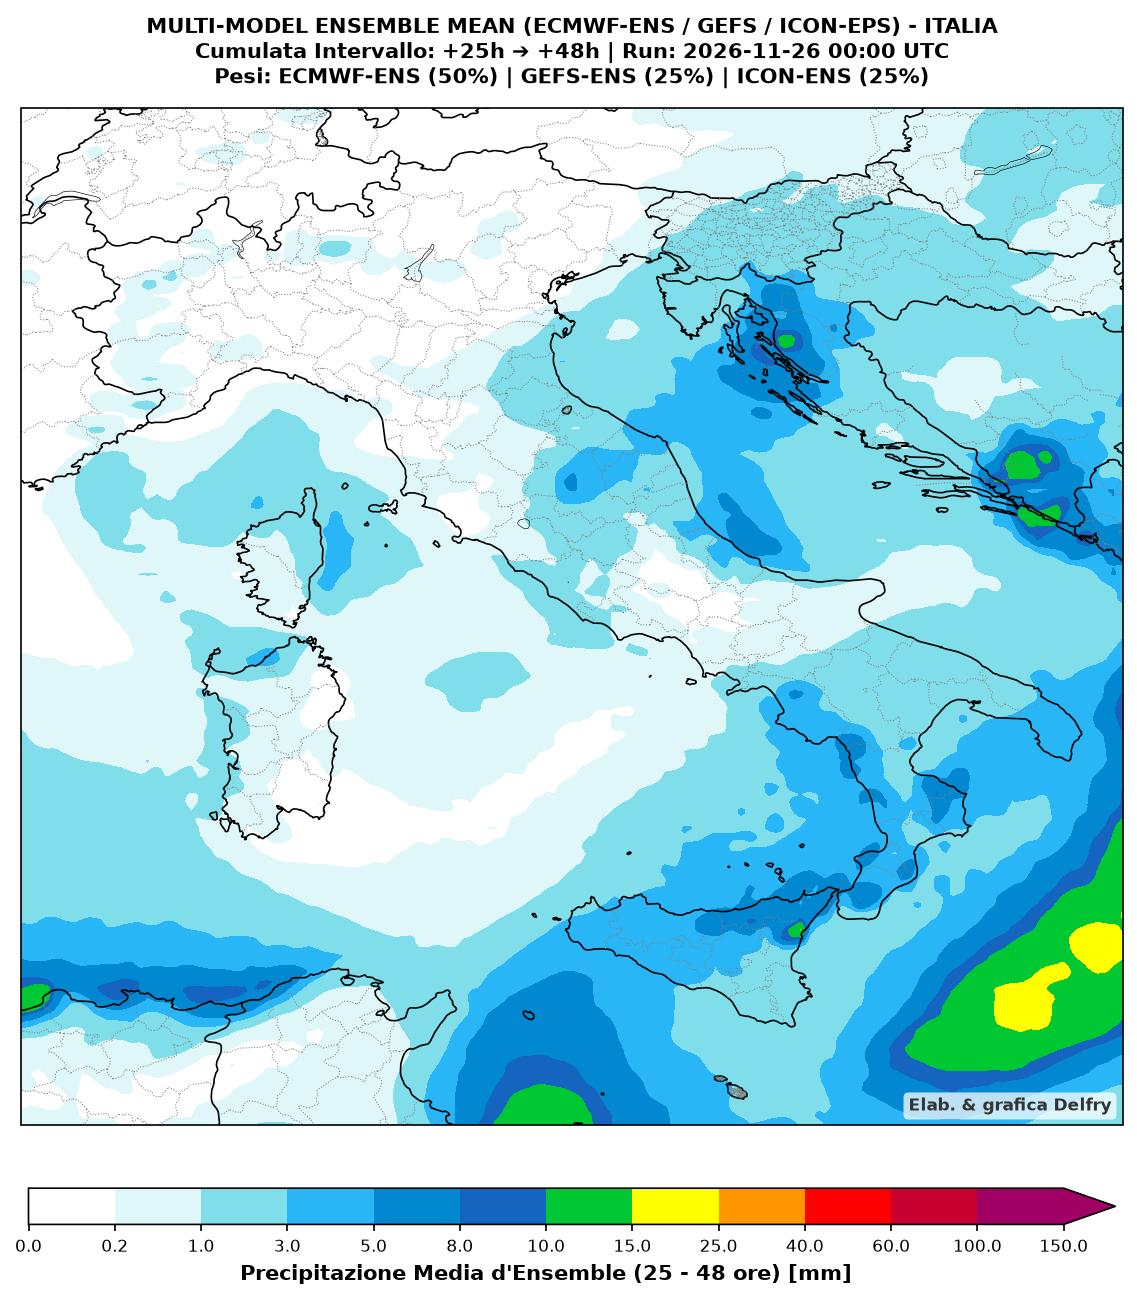 MULTI-MODEL ENSEMBLE MEAN (ECMWF-ENS / GEFS / ICON-EPS) - ITALIA
Cumulata Intervallo: +25h ➔ +48h | Run: 2026-11-26 00:00 UTC
Pesi: ECMWF-ENS (50%) | GEFS-ENS (25%) | ICON-ENS (25%)
Elab. & grafica Delfry
0.0 0.2 1.0 3.0 5.0 8.0 10.0 15.0 25.0 40.0 60.0 100.0 150.0
Precipitazione Media d'Ensemble (25 - 48 ore) [mm]